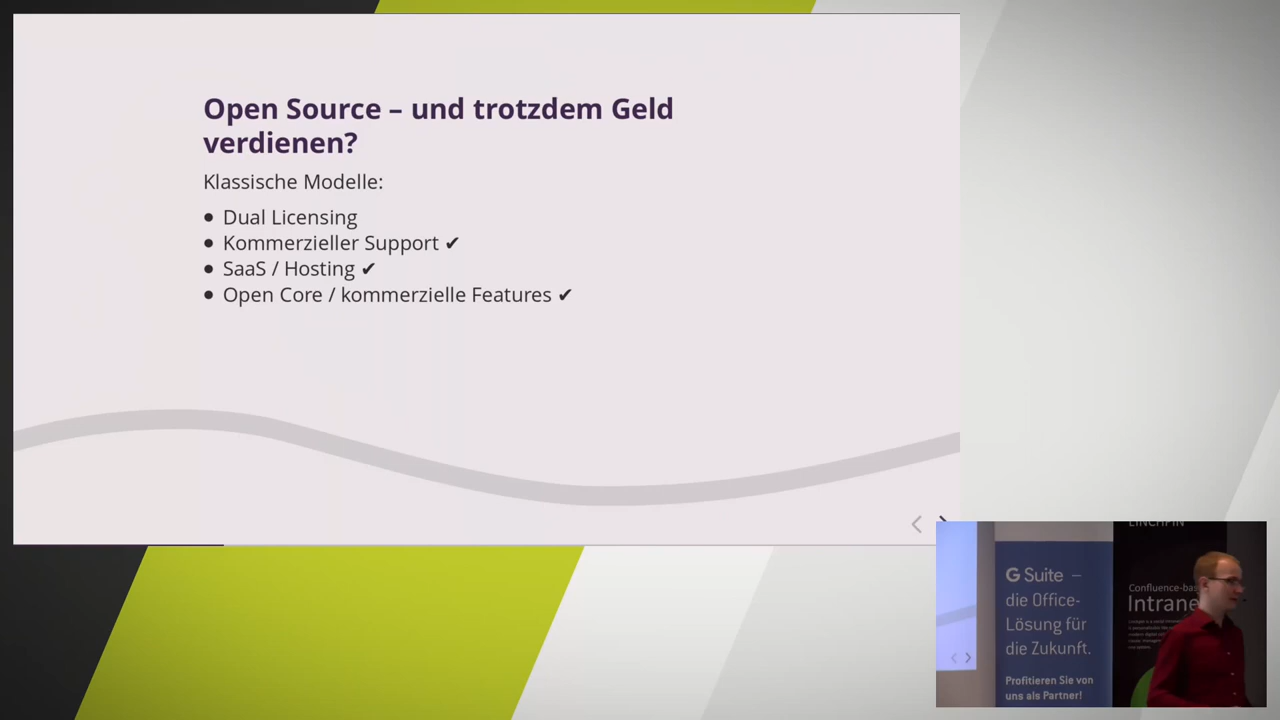 Open Source – und trotzdem Geld
verdienen?
Klassische Modelle:
● Dual Licensing
● Kommerzieller Support ✔
● SaaS / Hosting ✔
● Open Core / kommerzielle Features ✔
LINCHPIN
G Suite –
die Office-
Lösung für
die Zukunft.
Profitieren Sie von
uns als Partner!
Confluence-bas
Intrane